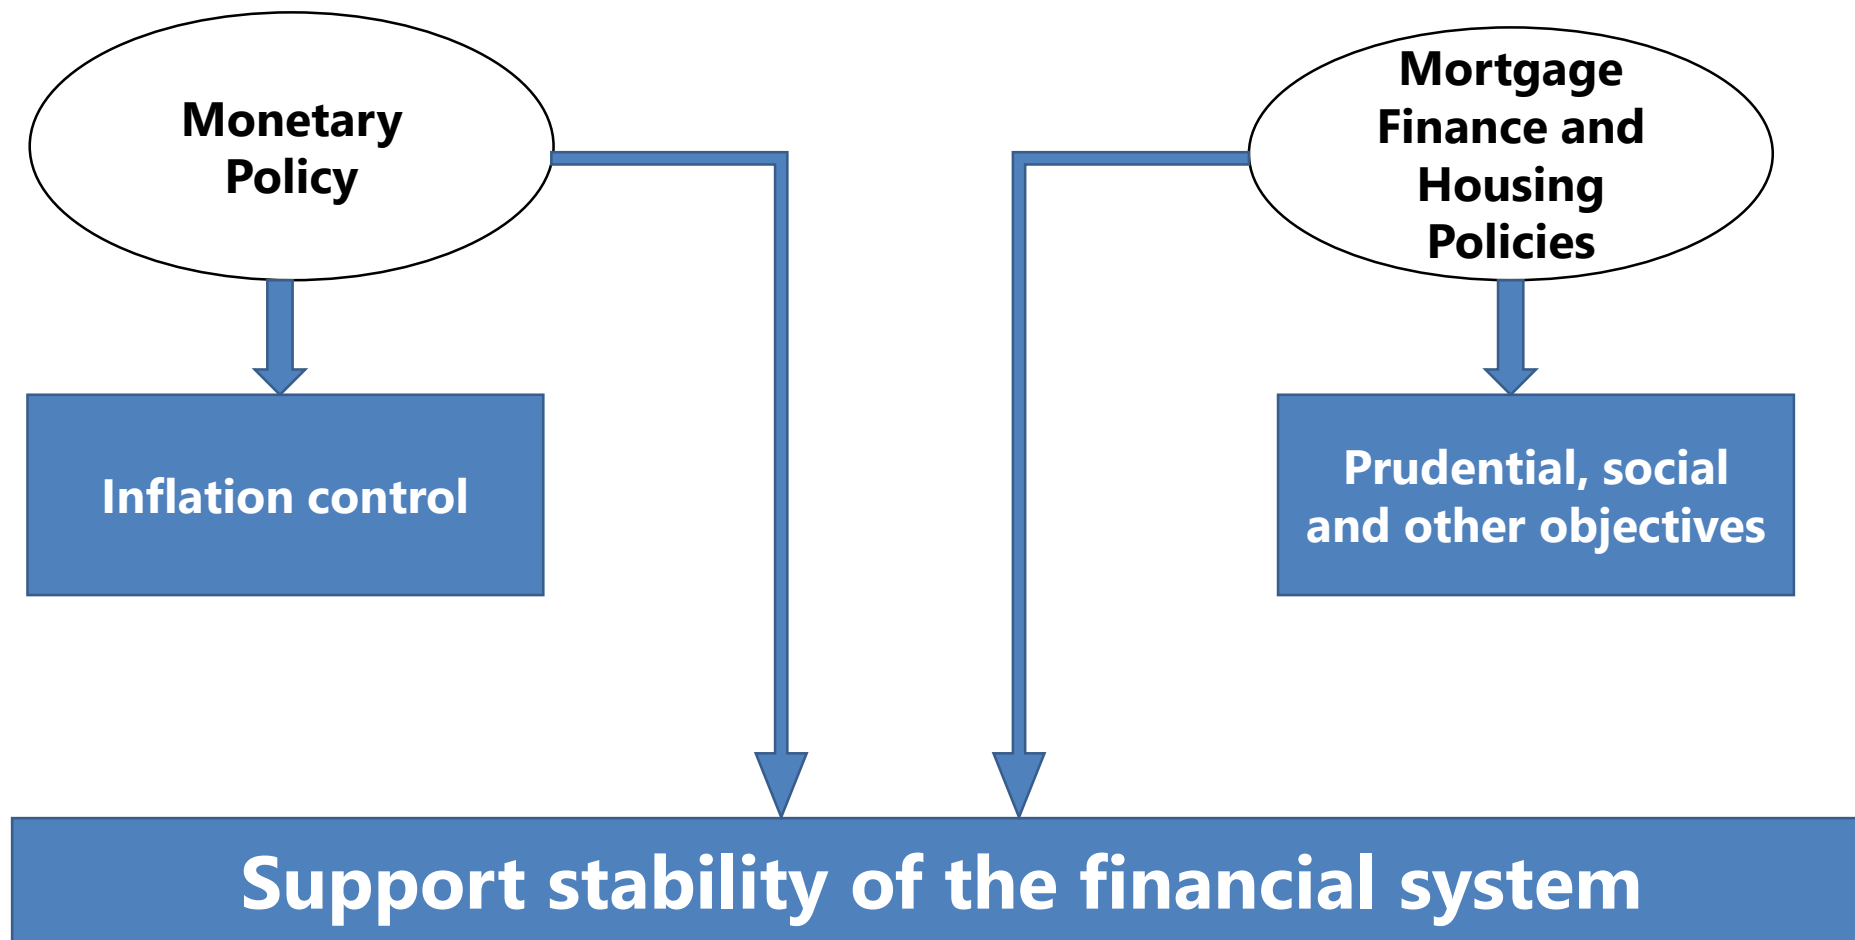 Monetary
Policy
Mortgage
Finance and
Housing
Policies
Inflation control
Prudential, social
and other objectives
Support stability of the financial system